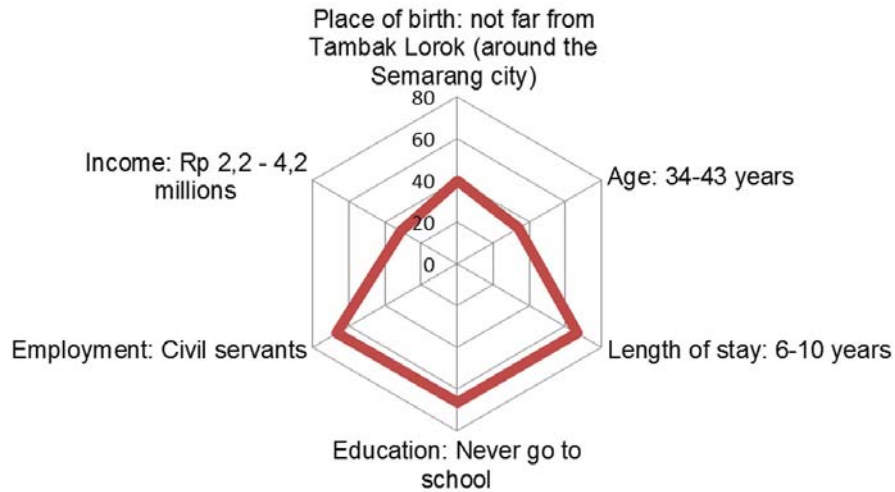 Place of birth: not far from
Tambak Lorok (around the
Semarang city)
80
60
40
20
0
Income: Rp 2,2 - 4,2
millions
Age: 34-43 years
Employment: Civil servants
Length of stay: 6-10 years
Education: Never go to
school